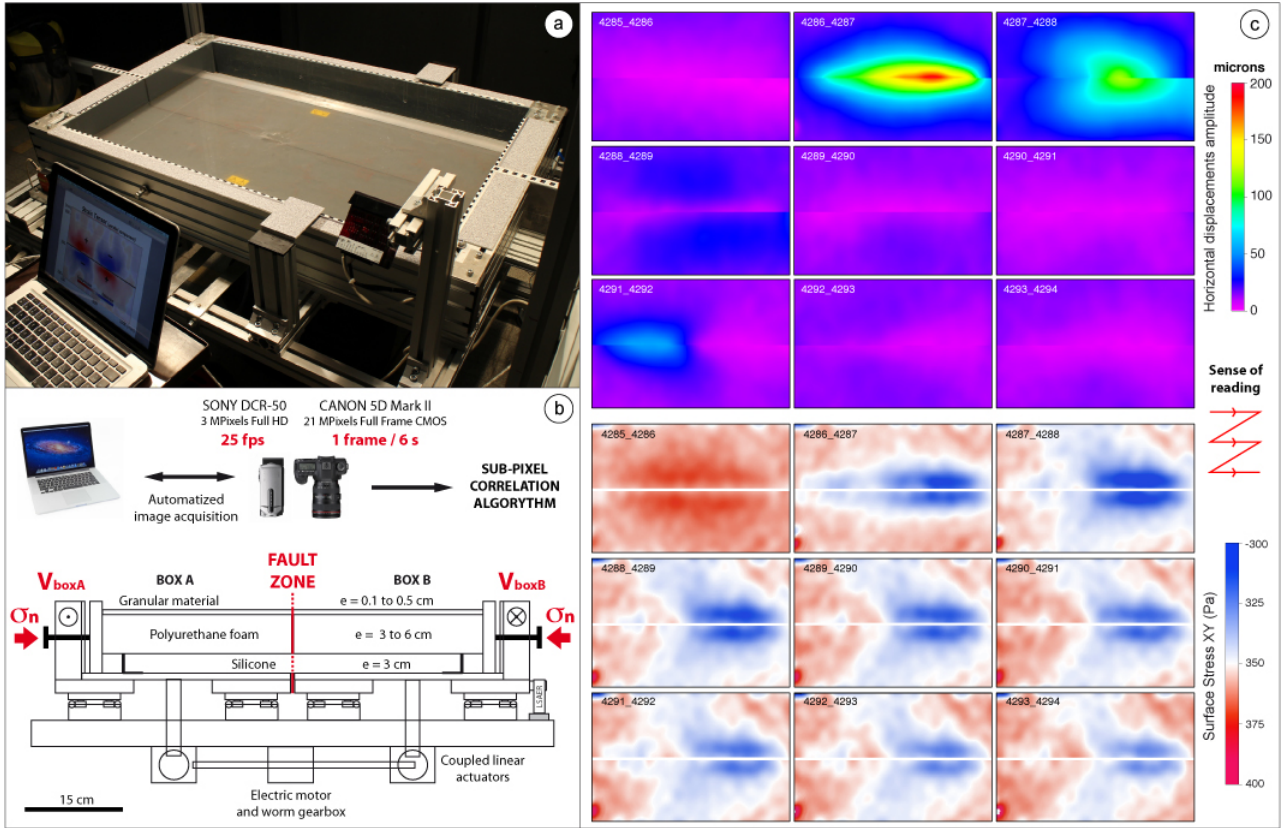 a
b
SONY DCR-50
3 MPixels Full HD
25 fps
CANON 5D Mark II
21 MPixels Full Frame CMOS
1 frame / 6 s
Automatized
image acquisition
SUB-PIXEL
CORRELATION
ALGORYTHM
FAULT
ZONE
VboxA
BOX A
BOX B
VboxB
σn
Granular material
e = 0.1 to 0.5 cm
σn
Polyurethane foam
e = 3 to 6 cm
Silicone
e = 3 cm
LASER
Coupled linear
actuators
Electric motor
and worm gearbox
15 cm
c
4285_4286
4286_4287
4287_4288
4288_4289
4289_4290
4290_4291
4291_4292
4292_4293
4293_4294
microns
200
150
100
50
0
Horizontal displacements amplitude
Sense of
reading
4285_4286
4286_4287
4287_4288
4288_4289
4289_4290
4290_4291
4291_4292
4292_4293
4293_4294
-300
-325
350
-375
-400
Surface Stress XY (Pa)